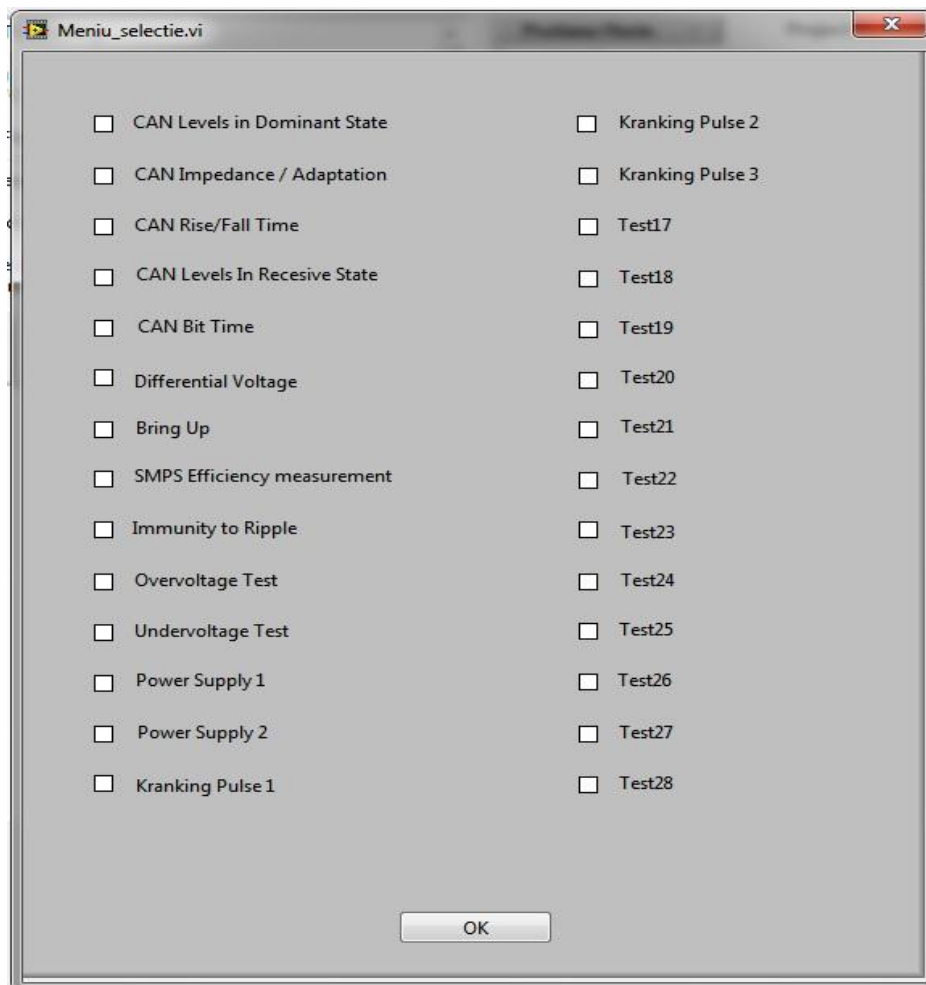 Meniu_selectie.vi
CAN Levels in Dominant State
CAN Impedance / Adaptation
CAN Rise/Fall Time
CAN Levels In Recesive State
CAN Bit Time
Differential Voltage
Bring Up
SMPS Efficiency measurement
Immunity to Ripple
Overvoltage Test
Undervoltage Test
Power Supply 1
Power Supply 2
Kranking Pulse 1
Kranking Pulse 2
Kranking Pulse 3
Test17
Test18
Test19
Test20
Test21
Test22
Test23
Test24
Test25
Test26
Test27
Test28
OK